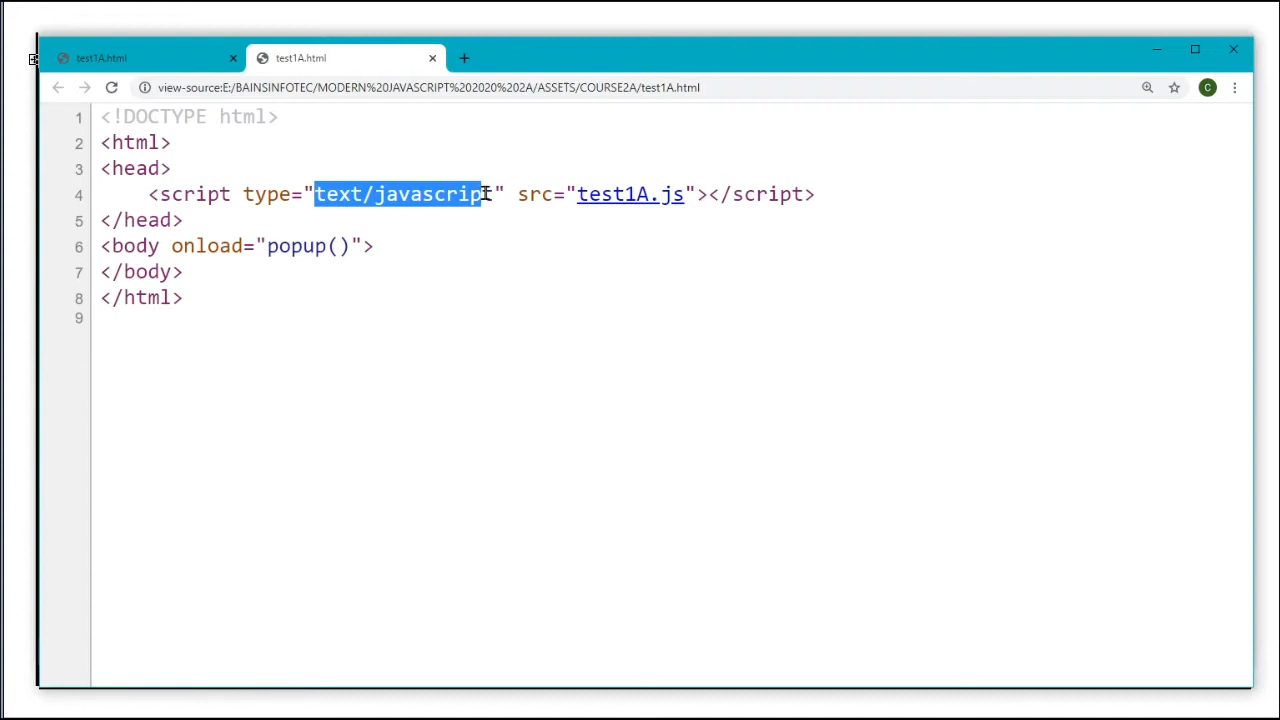 test1A.html
test1A.html
view-source:E:/BAINSINFOTEC/MODERN%20JAVASCRIPT%202020%202A/ASSETS/COURSE2A/test1A.html
C
1 <!DOCTYPE html>
2 <html>
3 <head>
4 <script type="text/javascript" src="test1A.js"></script>
5 </head>
6 <body onload="popup()">
7 </body>
8 </html>
9